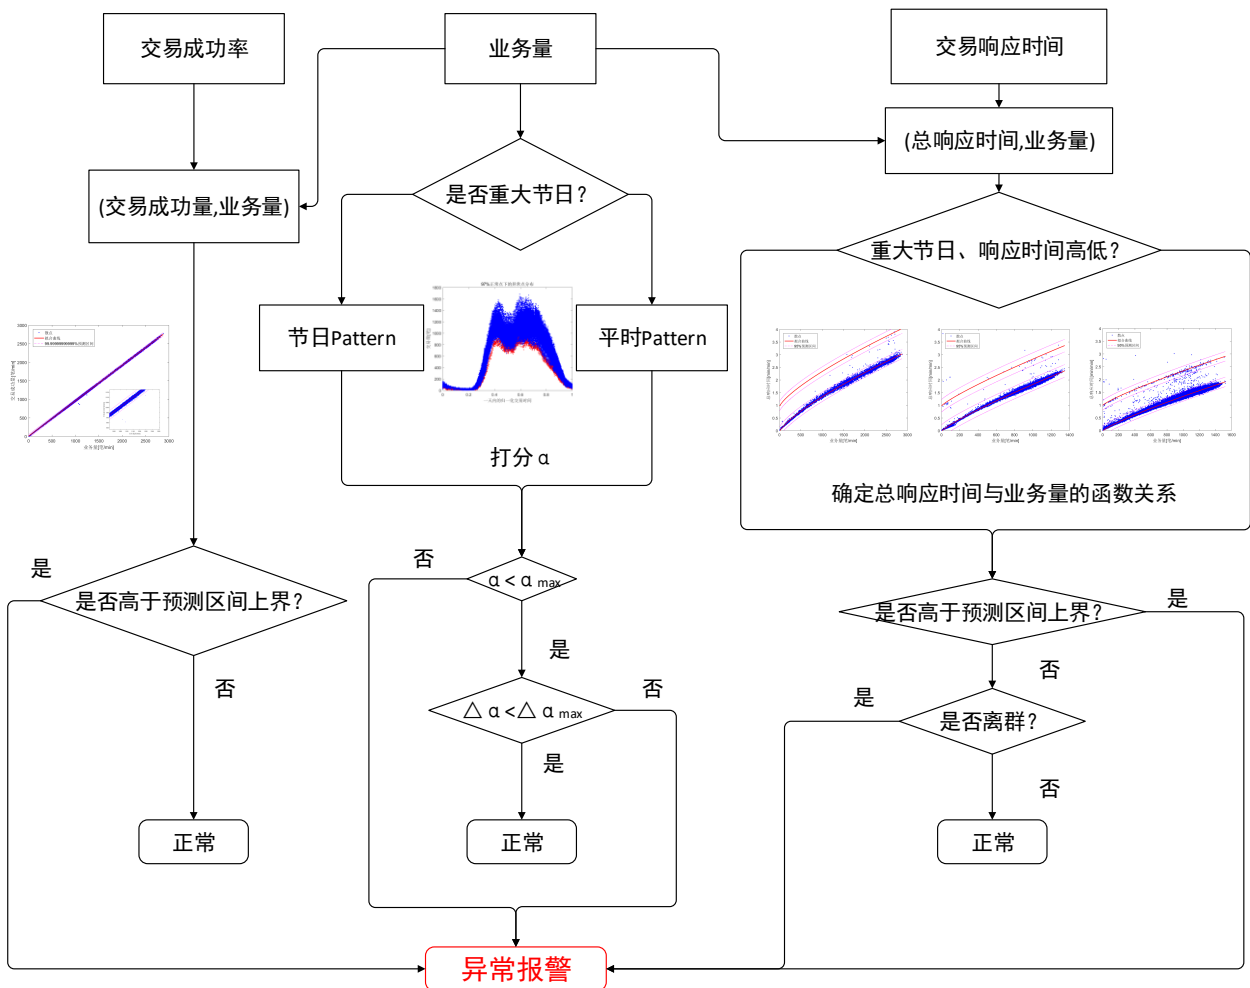 交易成功率
业务量
交易响应时间
(总响应时间,业务量)
(交易成功量,业务量)
是否重大节日?
重大节日、响应时间高低?
节日Pattern
平时Pattern
打分α
确定总响应时间与业务量的函数关系
是
是否高于预测区间上界?
否
否
α<αmax
是
△α<△αmax
否
是
是否高于预测区间上界?
是
否
是
是否离群?
否
正常
正常
正常
异常报警